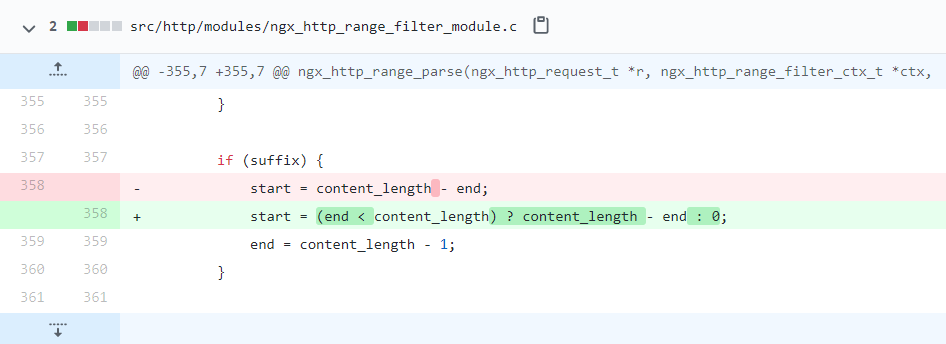 2 src/http/modules/ngx_http_range_filter_module.c
@@ -355,7 +355,7 @@ ngx_http_range_parse(ngx_http_request_t *r, ngx_http_range_filter_ctx_t *ctx,
355 355 }
356 356
357 357 if (suffix) {
358 - start = content_length - end;
358 + start = (end < content_length) ? content_length - end : 0;
359 359 end = content_length - 1;
360 360 }
361 361